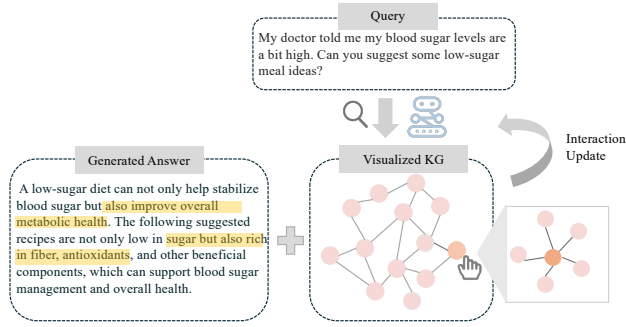 Query
My doctor told me my blood sugar levels are
a bit high. Can you suggest some low-sugar
meal ideas?
Interaction
Update
Generated Answer
A low-sugar diet can not only help stabilize
blood sugar but also improve overall
metabolic health. The following suggested
recipes are not only low in sugar but also rich
in fiber, antioxidants, and other beneficial
components, which can support blood sugar
management and overall health.
Visualized KG